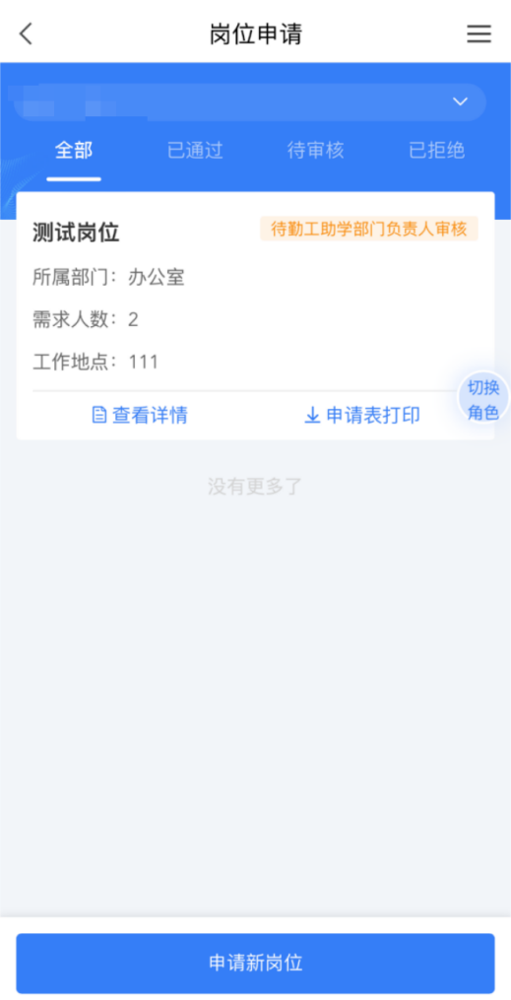 岗位申请
全部 已通过 待审核 已拒绝
测试岗位 待勤工助学部门负责人审核
所属部门：办公室
需求人数：2
工作地点：111
切换
角色
查看详情 申请表打印
没有更多了
申请新岗位